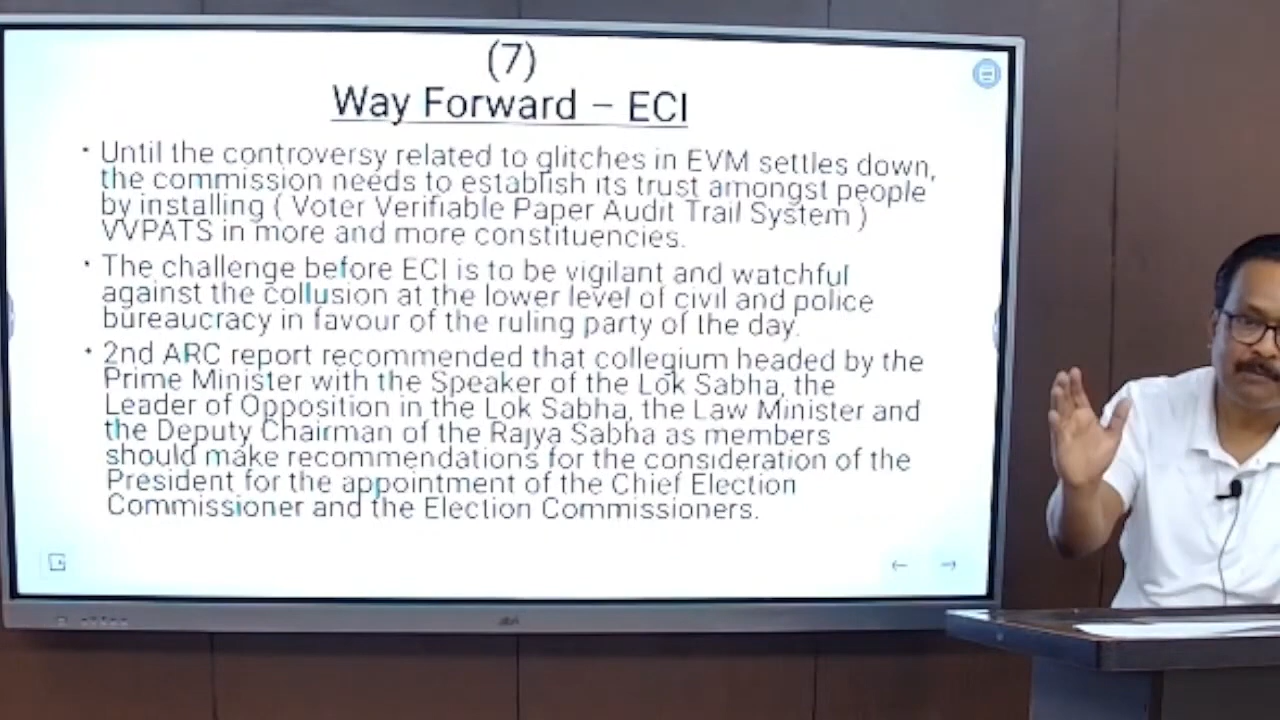 (7)
Way Forward – ECI
• Until the controversy related to glitches in EVM settles down,
the commission needs to establish its trust amongst people
by installing ( Voter Verifiable Paper Audit Trail System )
VVPATS in more and more constituencies.
• The challenge before ECI is to be vigilant and watchful
against the collusion at the lower level of civil and police
bureaucracy in favour of the ruling party of the day.
• 2nd ARC report recommended that collegium headed by the
Prime Minister with the Speaker of the Lok Sabha, the
Leader of Opposition in the Lok Sabha, the Law Minister and
the Deputy Chairman of the Rajya Sabha as members
should make recommendations for the consideration of the
President for the appointment of the Chief Election
Commissioner and the Election Commissioners.